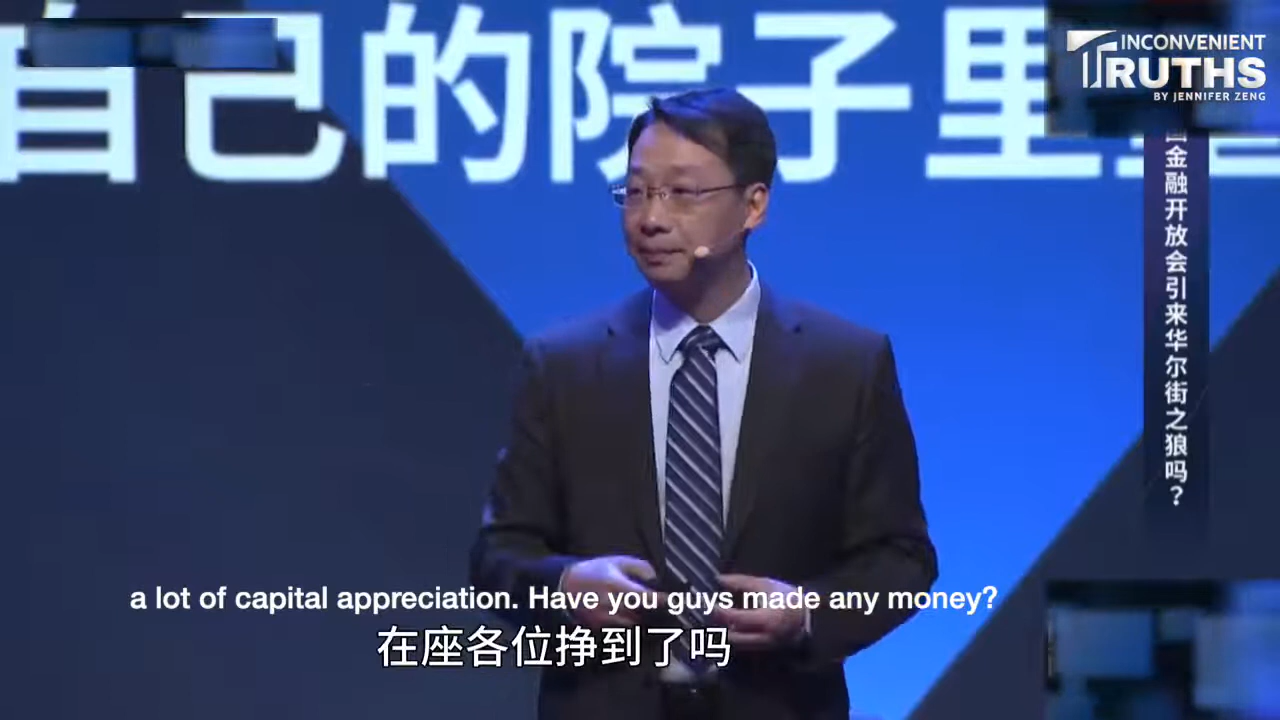 自己的院子里
INCONVENIENT
TRUTHS
BY JENNIFER ZENG
国金融开放会引来华尔街之狼吗？
a lot of capital appreciation. Have you guys made any money?
在座各位挣到了吗